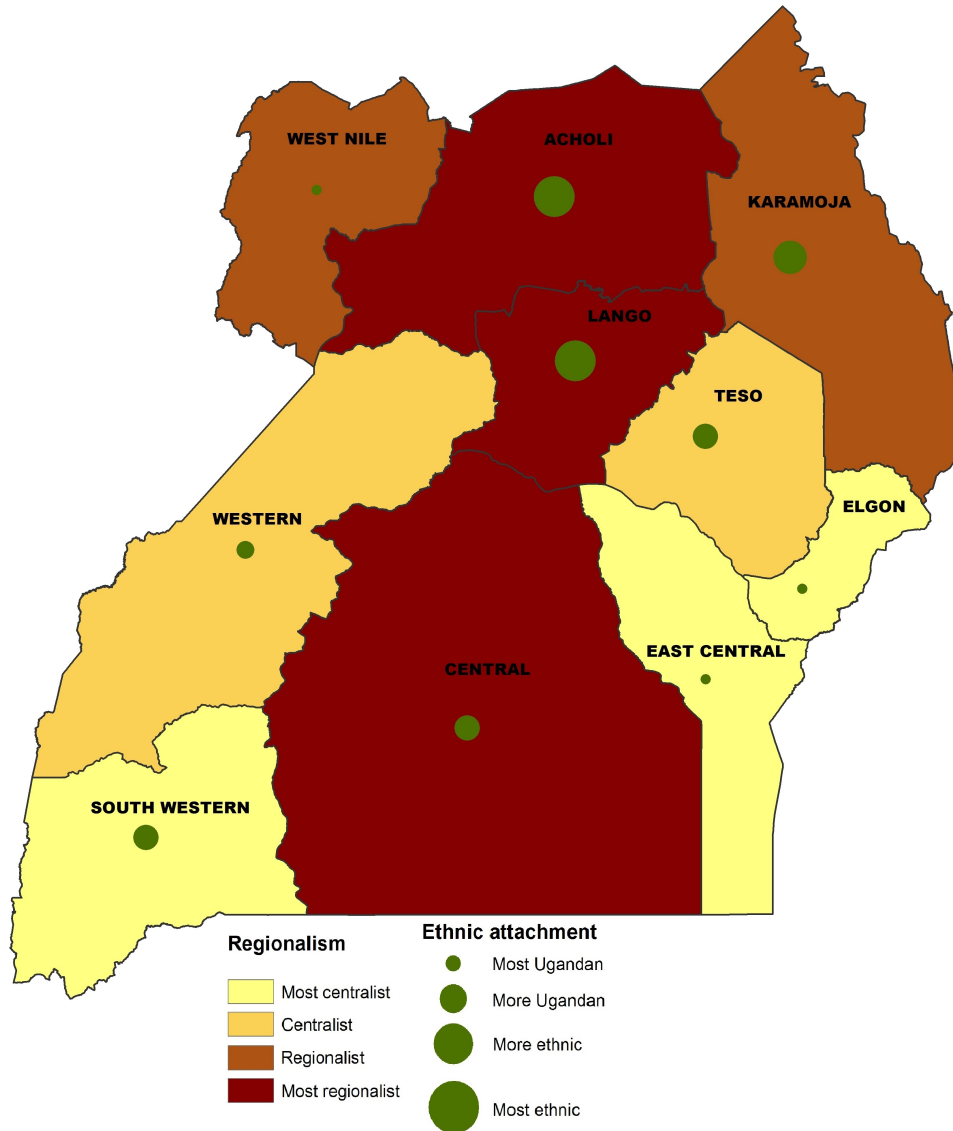 WEST NILE
ACHOLI
KARAMOJA
LANGO
TESO
ELGON
WESTERN
EAST CENTRAL
CENTRAL
SOUTH WESTERN
Regionalism
Most centralist
Centralist
Regionalist
Most regionalist
Ethnic attachment
Most Ugandan
More Ugandan
More ethnic
Most ethnic